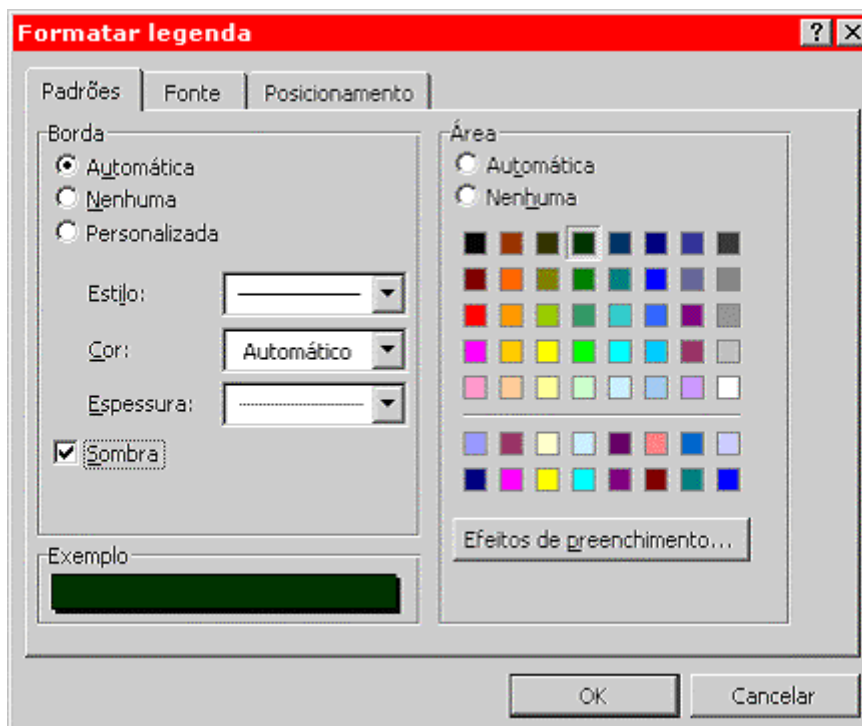 Formatar legenda
Padrões Fonte Posicionamento
Borda
Automática
Nenhuma
Personalizada
Estilo:
Cor: Automático
Espessura:
Sombra
Exemplo
Área
Automática
Nenhuma
Efeitos de preenchimento...
OK Cancelar